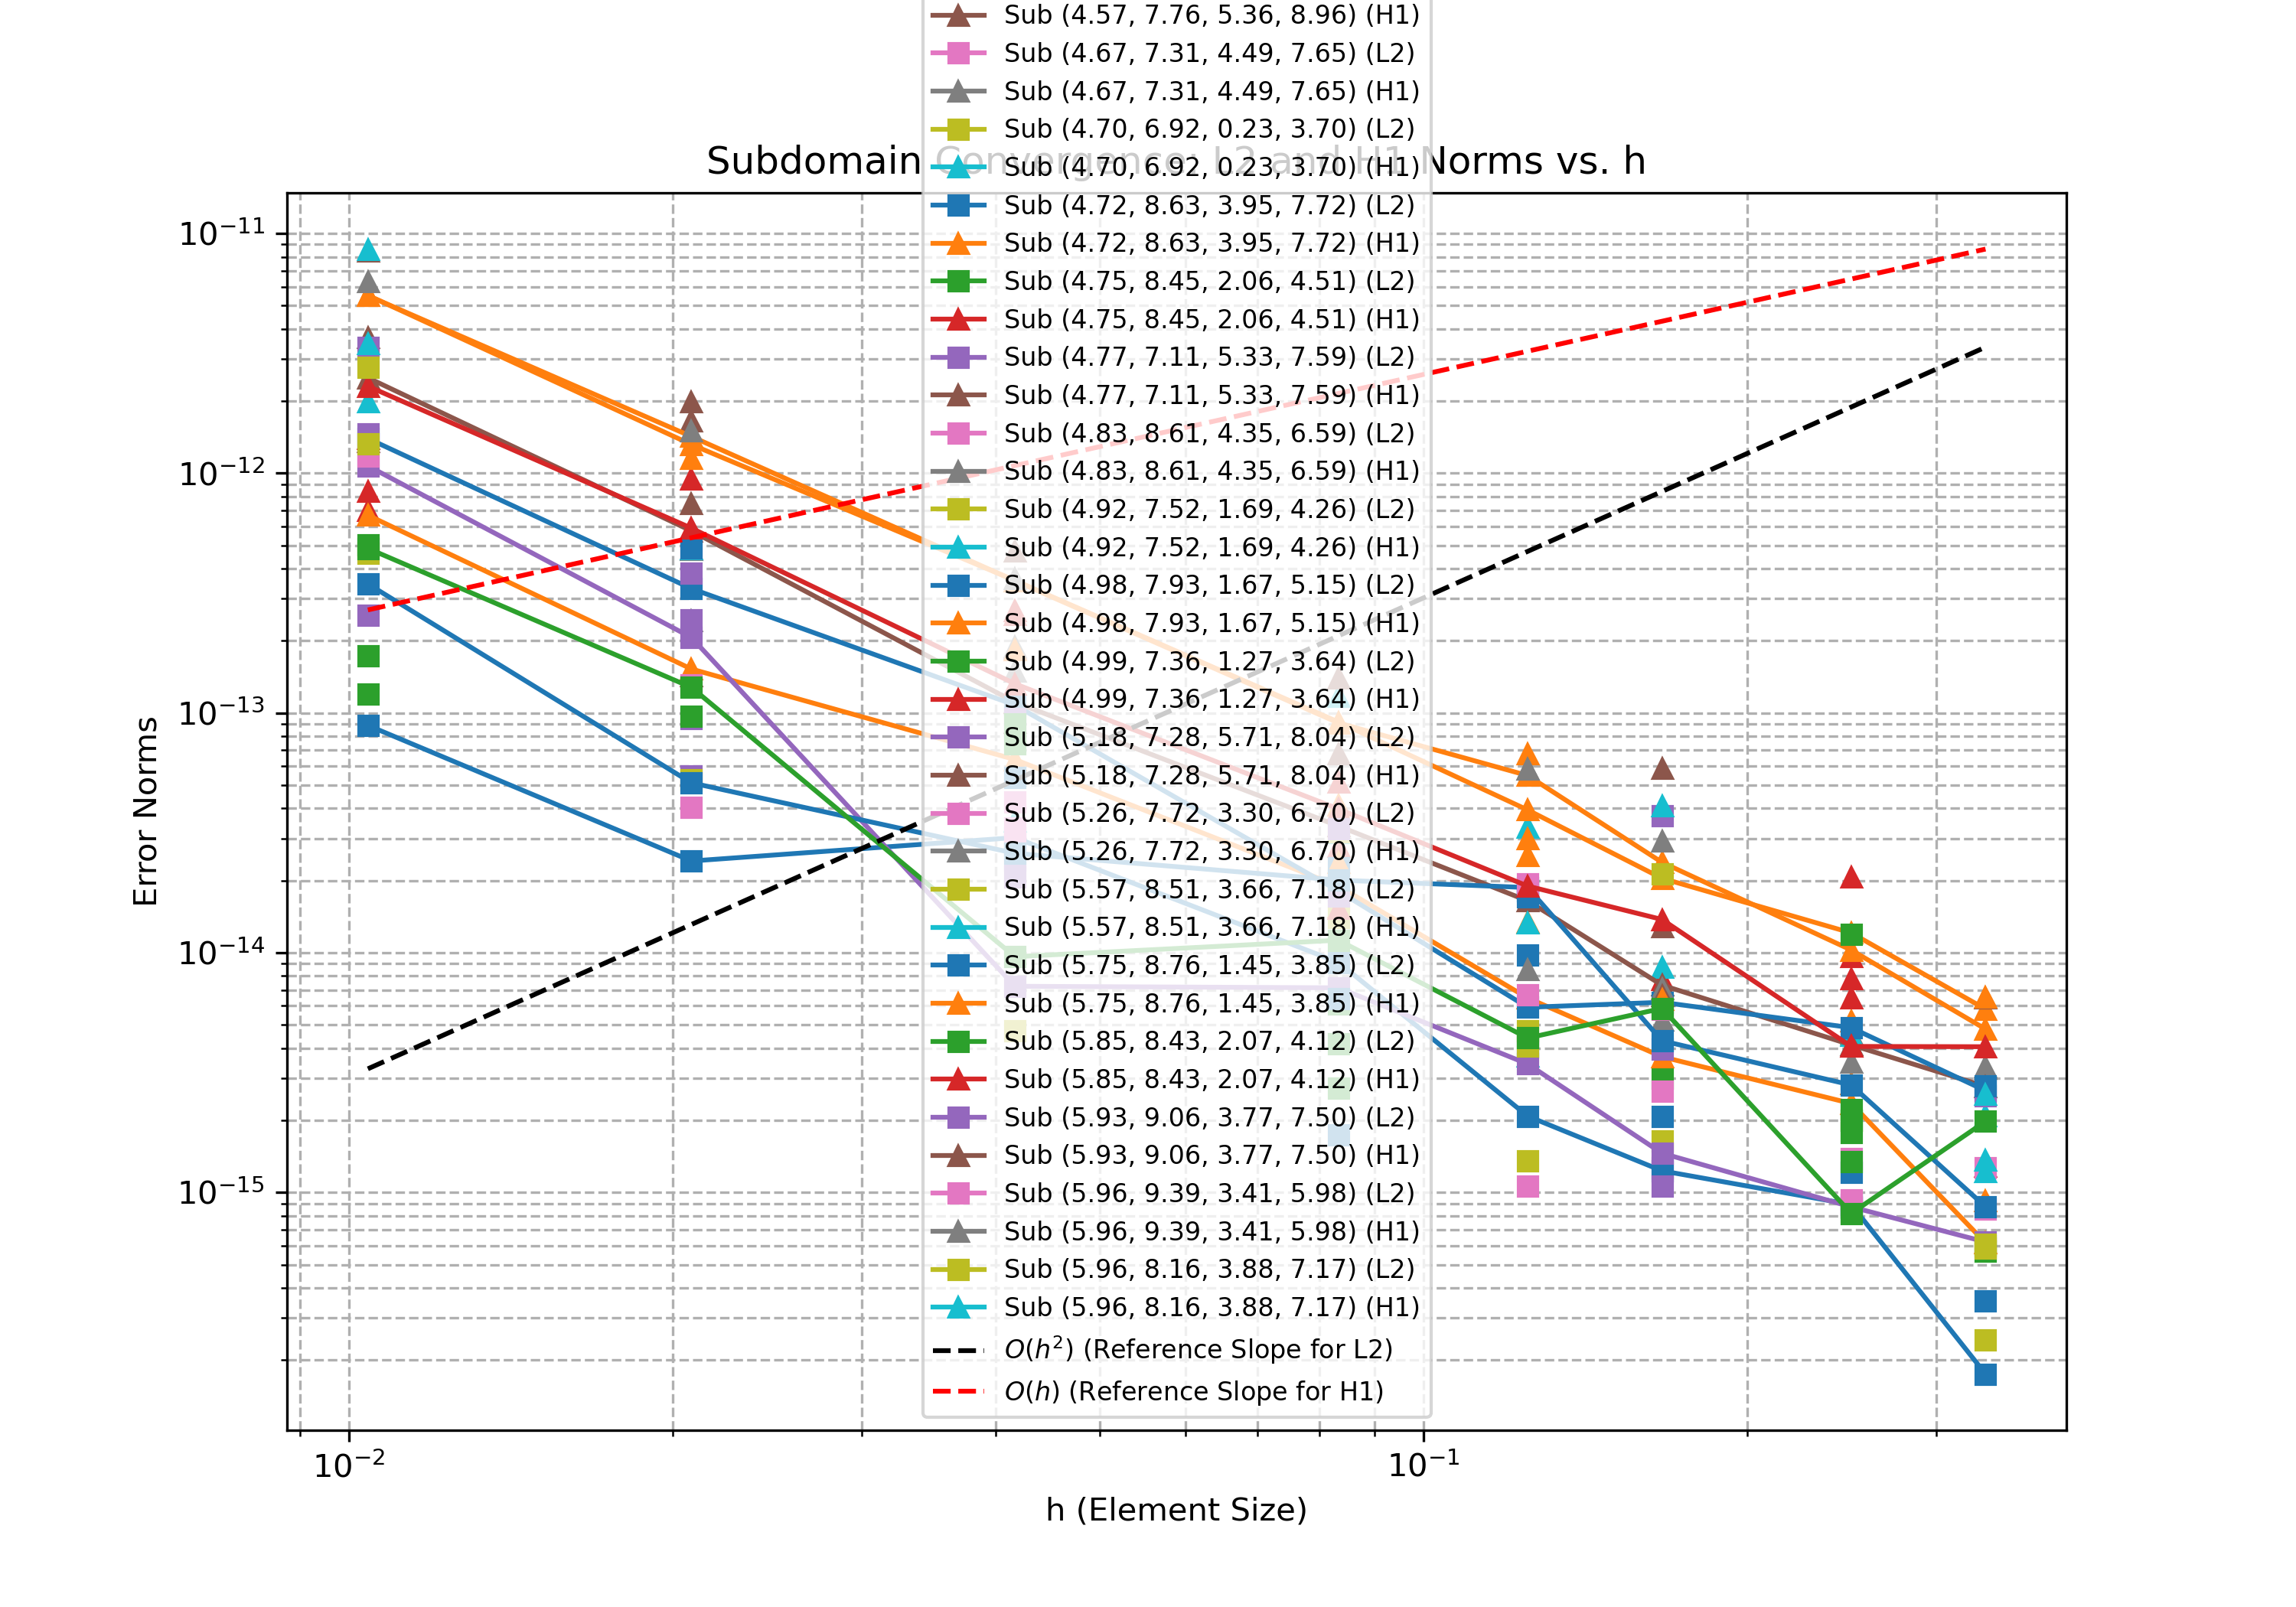 Sub (4.57, 7.76, 5.36, 8.96) (H1)
Sub (4.67, 7.31, 4.49, 7.65) (L2)
Sub (4.67, 7.31, 4.49, 7.65) (H1)
Sub (4.70, 6.92, 0.23, 3.70) (L2)
Subdomain Convergence: L2 and H1 Norms vs. h
Sub (4.70, 6.92, 0.23, 3.70) (H1)
Sub (4.72, 8.63, 3.95, 7.72) (L2)
Sub (4.72, 8.63, 3.95, 7.72) (H1)
Sub (4.75, 8.45, 2.06, 4.51) (L2)
Sub (4.75, 8.45, 2.06, 4.51) (H1)
Sub (4.77, 7.11, 5.33, 7.59) (L2)
Sub (4.77, 7.11, 5.33, 7.59) (H1)
Sub (4.83, 8.61, 4.35, 6.59) (L2)
Sub (4.83, 8.61, 4.35, 6.59) (H1)
Sub (4.92, 7.52, 1.69, 4.26) (L2)
Sub (4.92, 7.52, 1.69, 4.26) (H1)
Sub (4.98, 7.93, 1.67, 5.15) (L2)
Sub (4.98, 7.93, 1.67, 5.15) (H1)
Sub (4.99, 7.36, 1.27, 3.64) (L2)
Sub (4.99, 7.36, 1.27, 3.64) (H1)
Sub (5.18, 7.28, 5.71, 8.04) (L2)
Sub (5.18, 7.28, 5.71, 8.04) (H1)
Sub (5.26, 7.72, 3.30, 6.70) (L2)
Sub (5.26, 7.72, 3.30, 6.70) (H1)
Sub (5.57, 8.51, 3.66, 7.18) (L2)
Sub (5.57, 8.51, 3.66, 7.18) (H1)
Sub (5.75, 8.76, 1.45, 3.85) (L2)
Sub (5.75, 8.76, 1.45, 3.85) (H1)
Sub (5.85, 8.43, 2.07, 4.12) (L2)
Sub (5.85, 8.43, 2.07, 4.12) (H1)
Sub (5.93, 9.06, 3.77, 7.50) (L2)
Sub (5.93, 9.06, 3.77, 7.50) (H1)
Sub (5.96, 9.39, 3.41, 5.98) (L2)
Sub (5.96, 9.39, 3.41, 5.98) (H1)
Sub (5.96, 8.16, 3.88, 7.17) (L2)
Sub (5.96, 8.16, 3.88, 7.17) (H1)
O(h²) (Reference Slope for L2)
O(h) (Reference Slope for H1)
10⁻¹¹
10⁻¹²
10⁻¹³
10⁻¹⁴
10⁻¹⁵
Error Norms
10⁻²
10⁻¹
h (Element Size)